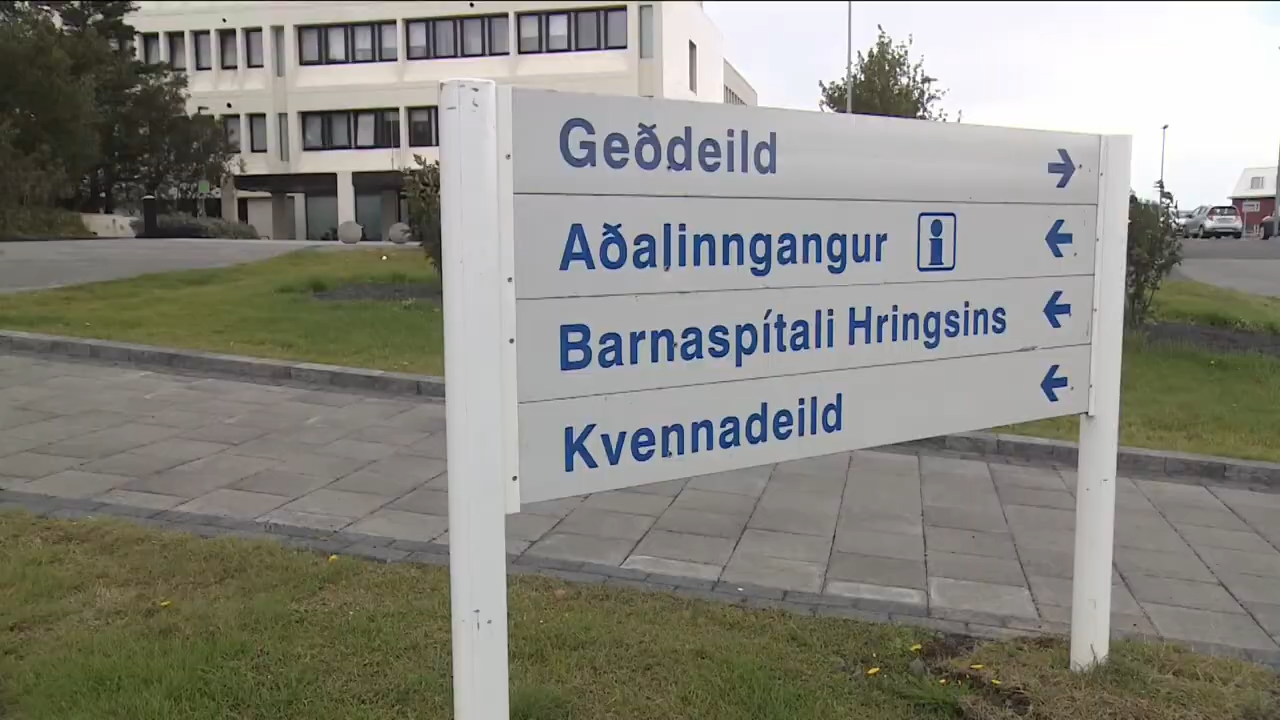 Geðdeild →
Aðalinngangur i ←
Barnaspítali Hringsins ←
Kvennadeild ←